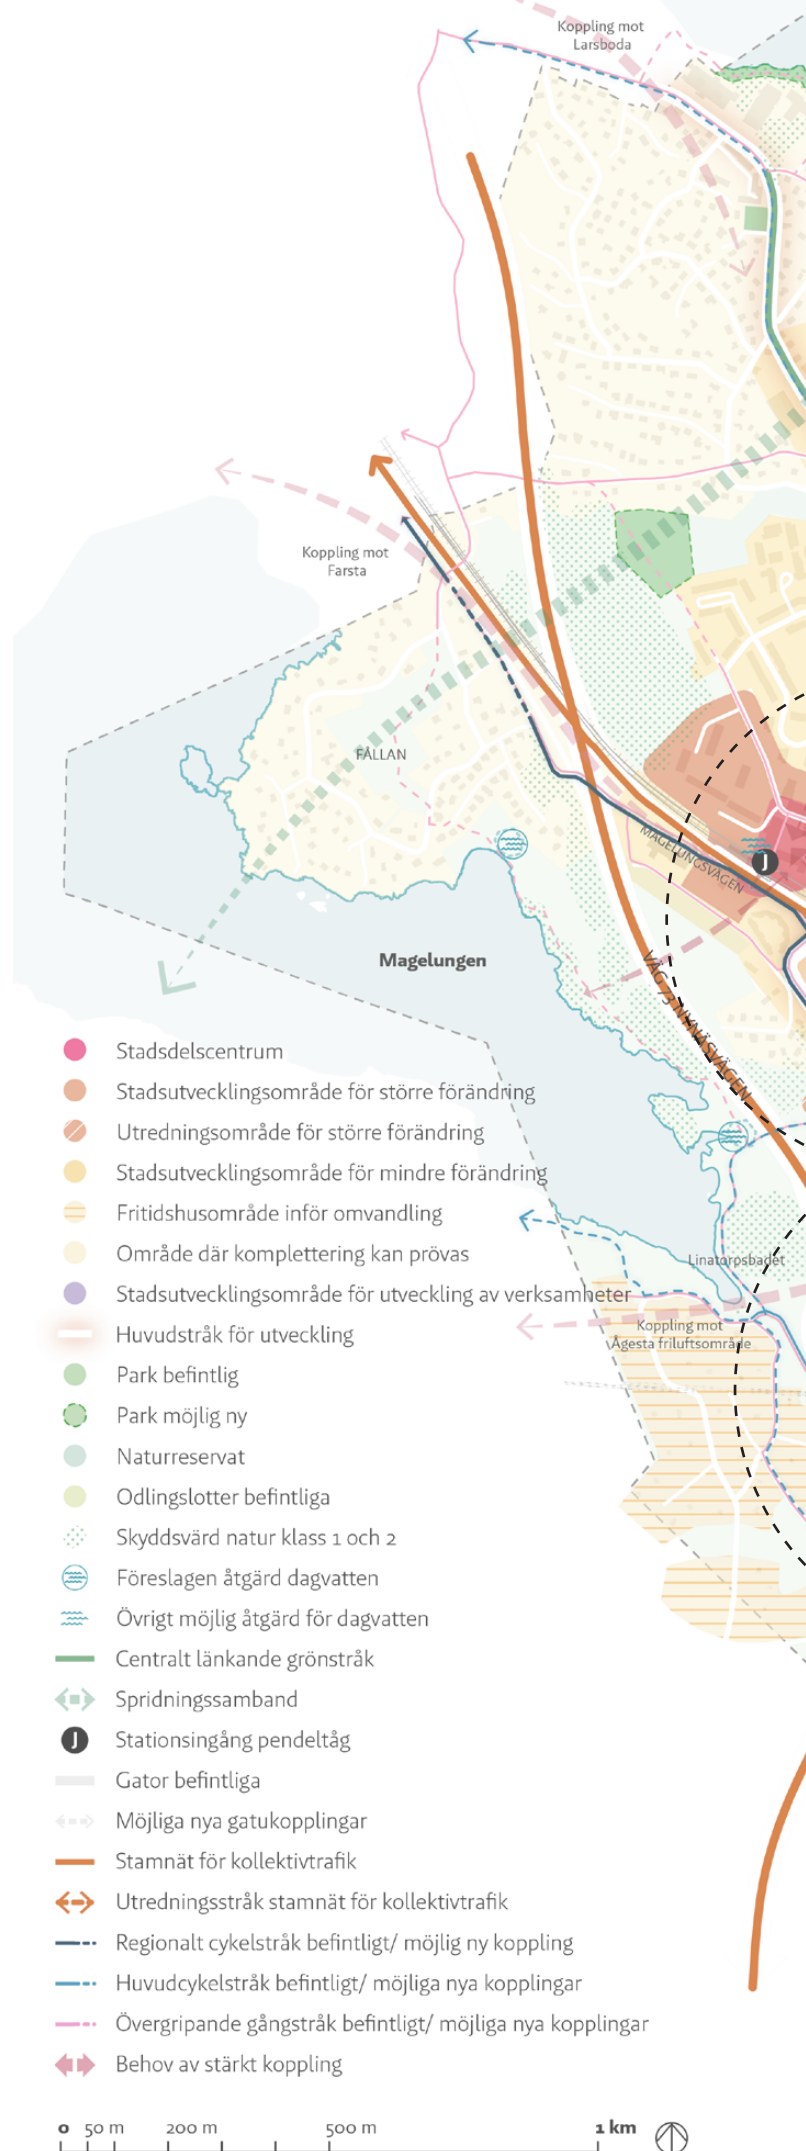 Koppling mot
Larsboda
Koppling mot
Farsta
FÅLLAN
MAGELUNGSVÄGEN
J
Magelungen
VÄG 73 NYNÄSVÄGEN
Linatorpsbadet
Koppling mot
Ågesta friluftsområde
Stadsdelscentrum
Stadsutvecklingsområde för större förändring
Utredningsområde för större förändring
Stadsutvecklingsområde för mindre förändring
Fritidshusområde inför omvandling
Område där komplettering kan prövas
Stadsutvecklingsområde för utveckling av verksamheter
Huvudstråk för utveckling
Park befintlig
Park möjlig ny
Naturreservat
Odlingslotter befintliga
Skyddsvärd natur klass 1 och 2
Föreslagen åtgärd dagvatten
Övrigt möjlig åtgärd för dagvatten
Centralt länkande grönstråk
Spridningssamband
J Stationsingång pendeltåg
Gator befintliga
Möjliga nya gatukopplingar
Stamnät för kollektivtrafik
Utredningsstråk stamnät för kollektivtrafik
Regionalt cykelstråk befintligt/ möjlig ny koppling
Huvudcykelstråk befintligt/ möjliga nya kopplingar
Övergripande gångstråk befintligt/ möjliga nya kopplingar
Behov av stärkt koppling
0 50 m 200 m 500 m 1 km